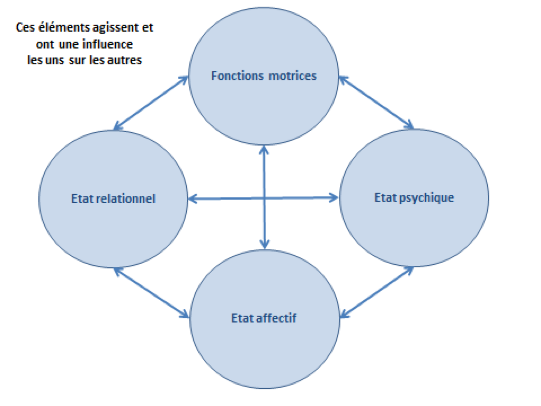 Ces éléments agissent et
ont une influence
les uns sur les autres
Fonctions motrices
Etat relationnel
Etat psychique
Etat affectif